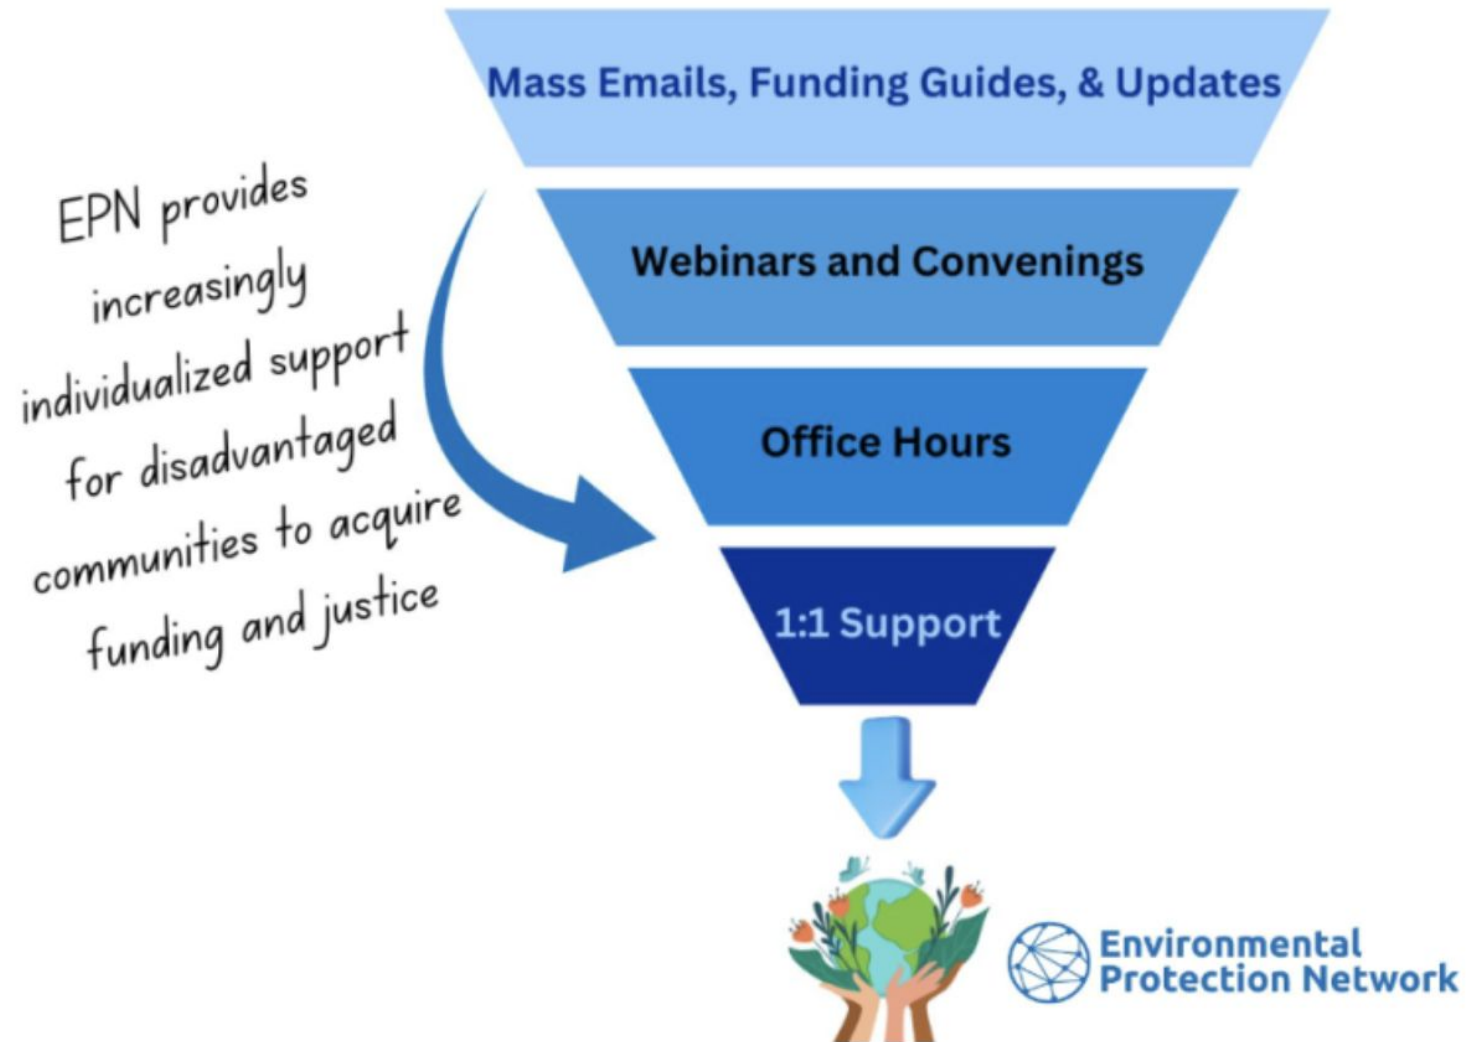 Mass Emails, Funding Guides, & Updates
EPN provides
increasingly
individualized support
for disadvantaged
communities to acquire
funding and justice
Webinars and Convenings
Office Hours
1:1 Support
Environmental
Protection Network